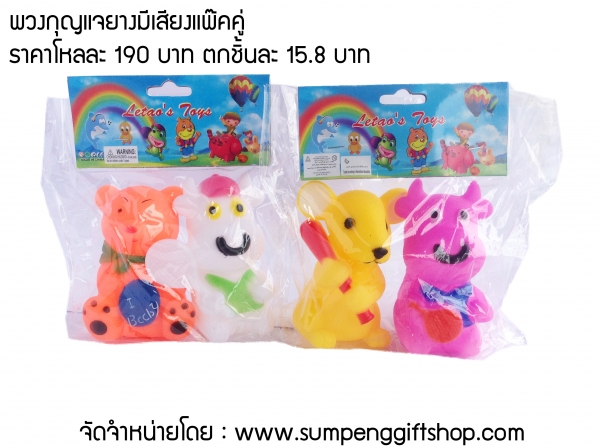 พวงกุญแจยางมีเสียงแพ๊คคู่
ราคาโหลละ 190 บาท ตกชิ้นละ 15.8 บาท
Letao's Toys
Letao's Toys
WARNING:
I
จัดจำหน่ายโดย : www.sumpenggiftshop.com